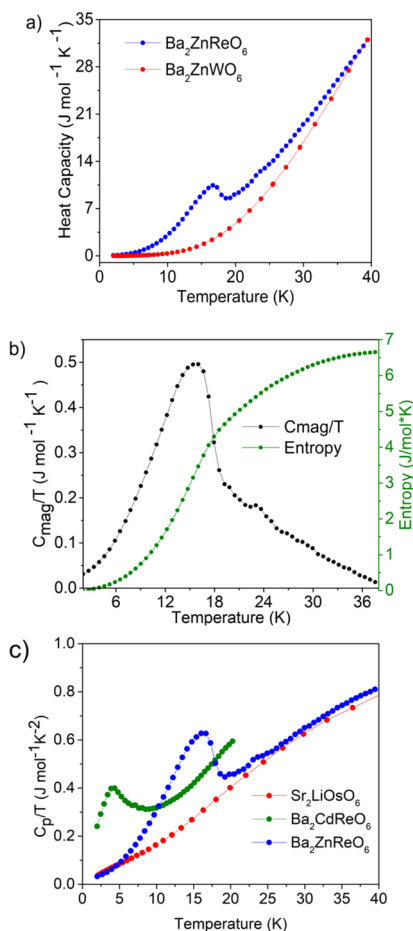 a)
35
28
21
14
7
0
Heat Capacity (J mol⁻¹ K⁻¹)
Ba₂ZnReO₆
Ba₂ZnWO₆
0 10 20 30 40
Temperature (K)
b)
0.5
0.4
0.3
0.2
0.1
0.0
Cmag/T (J mol⁻¹ K⁻¹)
Cmag/T
Entropy
7
6
5
4
3
2
1
0
Entropy (J/mol*K)
6 12 18 24 30 36
Temperature (K)
c)
1.0
0.8
0.6
0.4
0.2
0.0
Cₚ/T (J mol⁻¹K⁻²)
Sr₂LiOsO₆
Ba₂CdReO₆
Ba₂ZnReO₆
0 5 10 15 20 25 30 35 40
Temperature (K)